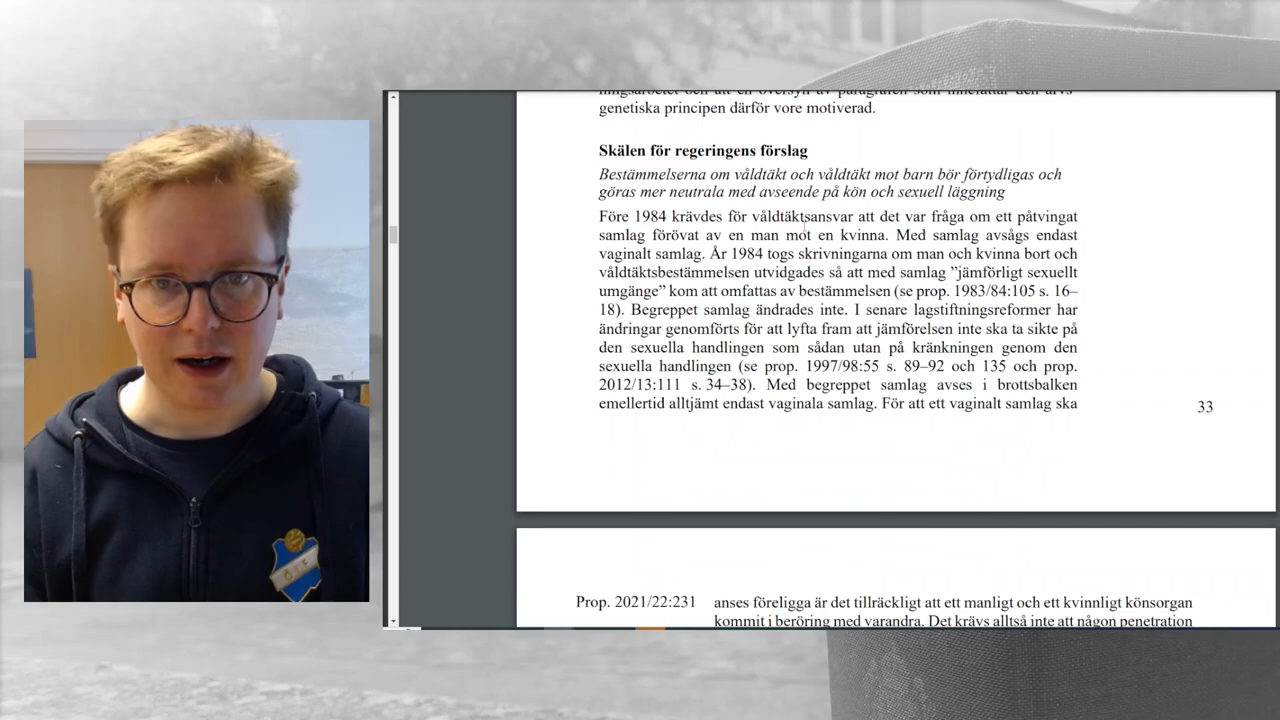 genetiska principen därför vore motiverad.
Skälen för regeringens förslag
Bestämmelserna om våldtäkt och våldtäkt mot barn bör förtydligas och
göras mer neutrala med avseende på kön och sexuell läggning
Före 1984 krävdes för våldtäktsansvar att det var fråga om ett påtvingat
samlag förövat av en man mot en kvinna. Med samlag avsågs endast
vaginalt samlag. År 1984 togs skrivningarna om man och kvinna bort och
våldtäktsbestämmelsen utvidgades så att med samlag ”jämförligt sexuellt
umgänge” kom att omfattas av bestämmelsen (se prop. 1983/84:105 s. 16–
18). Begreppet samlag ändrades inte. I senare lagstiftningsreformer har
ändringar genomförts för att lyfta fram att jämförelsen inte ska ta sikte på
den sexuella handlingen som sådan utan på kränkningen genom den
sexuella handlingen (se prop. 1997/98:55 s. 89–92 och 135 och prop.
2012/13:111 s. 34–38). Med begreppet samlag avses i brottsbalken
emellertid alltjämt endast vaginala samlag. För att ett vaginalt samlag ska
33
Prop. 2021/22:231
anses föreligga är det tillräckligt att ett manligt och ett kvinnligt könsorgan
kommit i beröring med varandra. Det krävs alltså inte att någon penetration
ÖIF